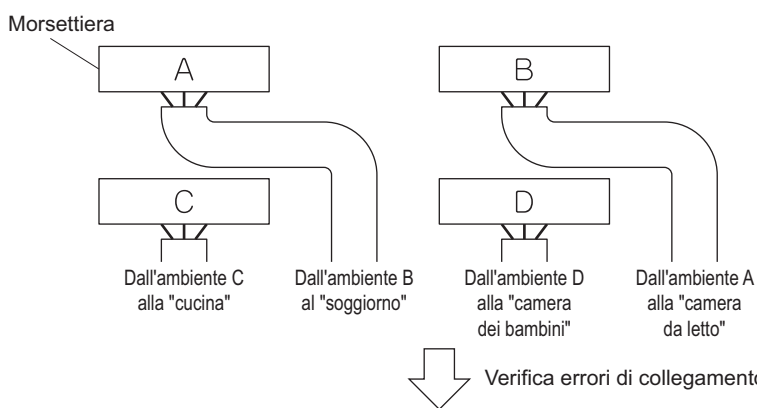 Morsettiera
A
B
C
D
Dall'ambiente C
alla "cucina"
Dall'ambiente B
al "soggiorno"
Dall'ambiente D
alla "camera
dei bambini"
Dall'ambiente A
alla "camera
da letto"
Verifica errori di collegamento